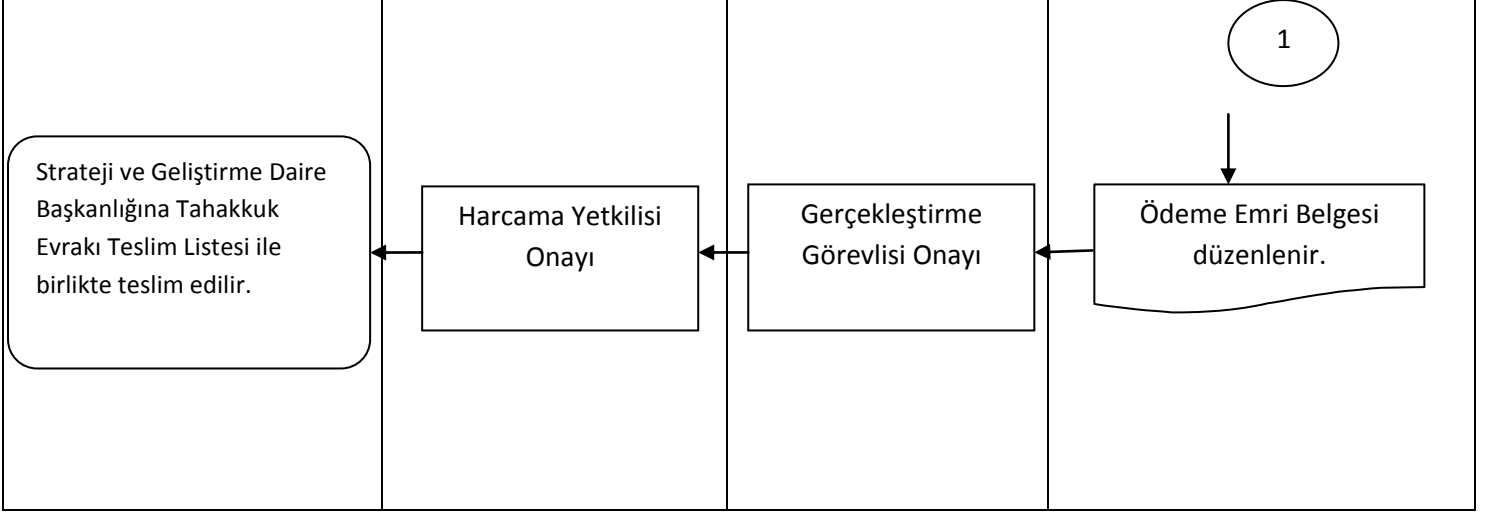 1
Strateji ve Geliştirme Daire
Başkanlığına Tahakkuk
Evrakı Teslim Listesi ile
birlikte teslim edilir.
Harcama Yetkilisi
Onayı
Gerçekleştirme
Görevlisi Onayı
Ödeme Emri Belgesi
düzenlenir.